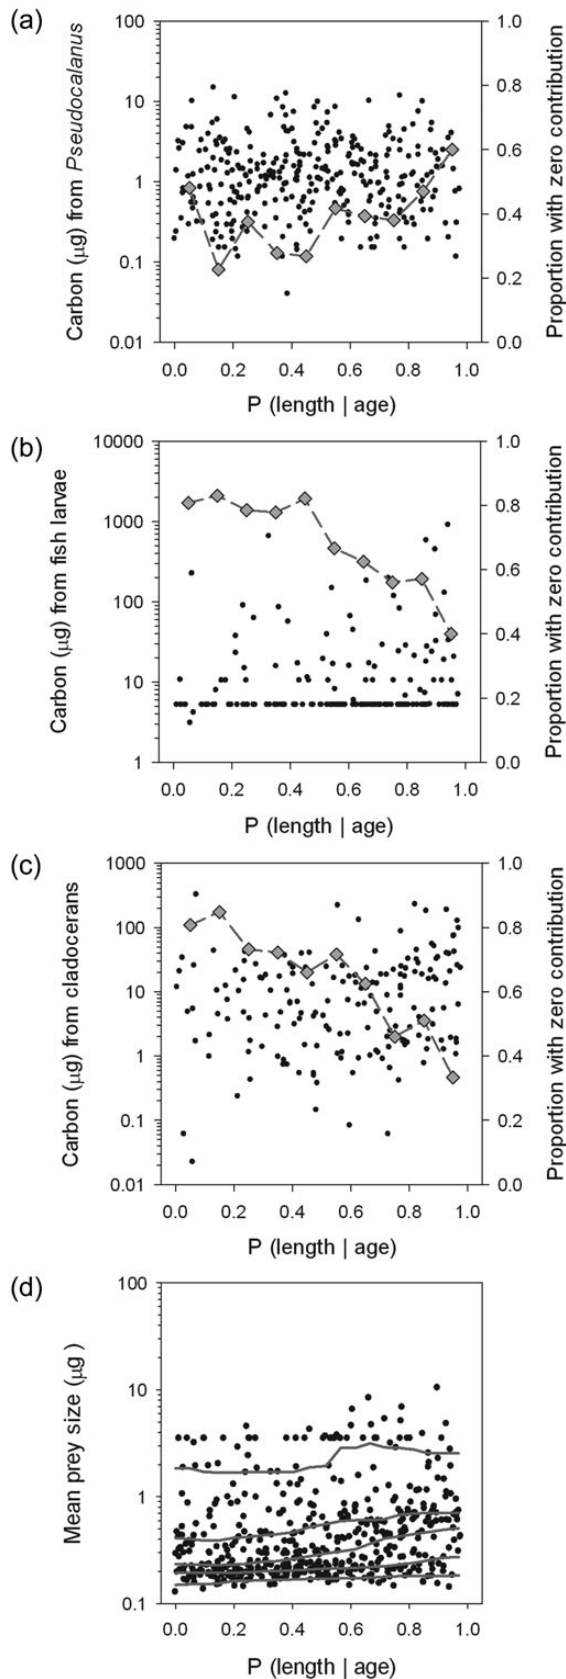 (a)
Carbon (µg) from Pseudocalanus
100
10
1
0.1
0.01
1.0
0.8
0.6
0.4
0.2
0.0
Proportion with zero contribution
0.0 0.2 0.4 0.6 0.8 1.0
P (length | age)
(b)
Carbon (µg) from fish larvae
10000
1000
100
10
1
1.0
0.8
0.6
0.4
0.2
0.0
Proportion with zero contribution
0.0 0.2 0.4 0.6 0.8 1.0
P (length | age)
(c)
Carbon (µg) from cladocerans
1000
100
10
1
0.1
0.01
1.0
0.8
0.6
0.4
0.2
0.0
Proportion with zero contribution
0.0 0.2 0.4 0.6 0.8 1.0
P (length | age)
(d)
Mean prey size (µg )
100
10
1
0.1
0.0 0.2 0.4 0.6 0.8 1.0
P (length | age)